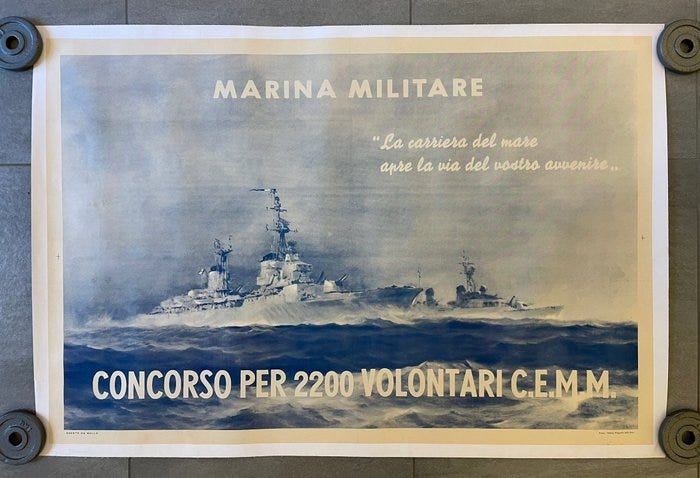 MARINA MILITARE
"La carriera del mare
apre la via del vostro avvenire„
CONCORSO PER 2200 VOLONTARI C.E.M.M.